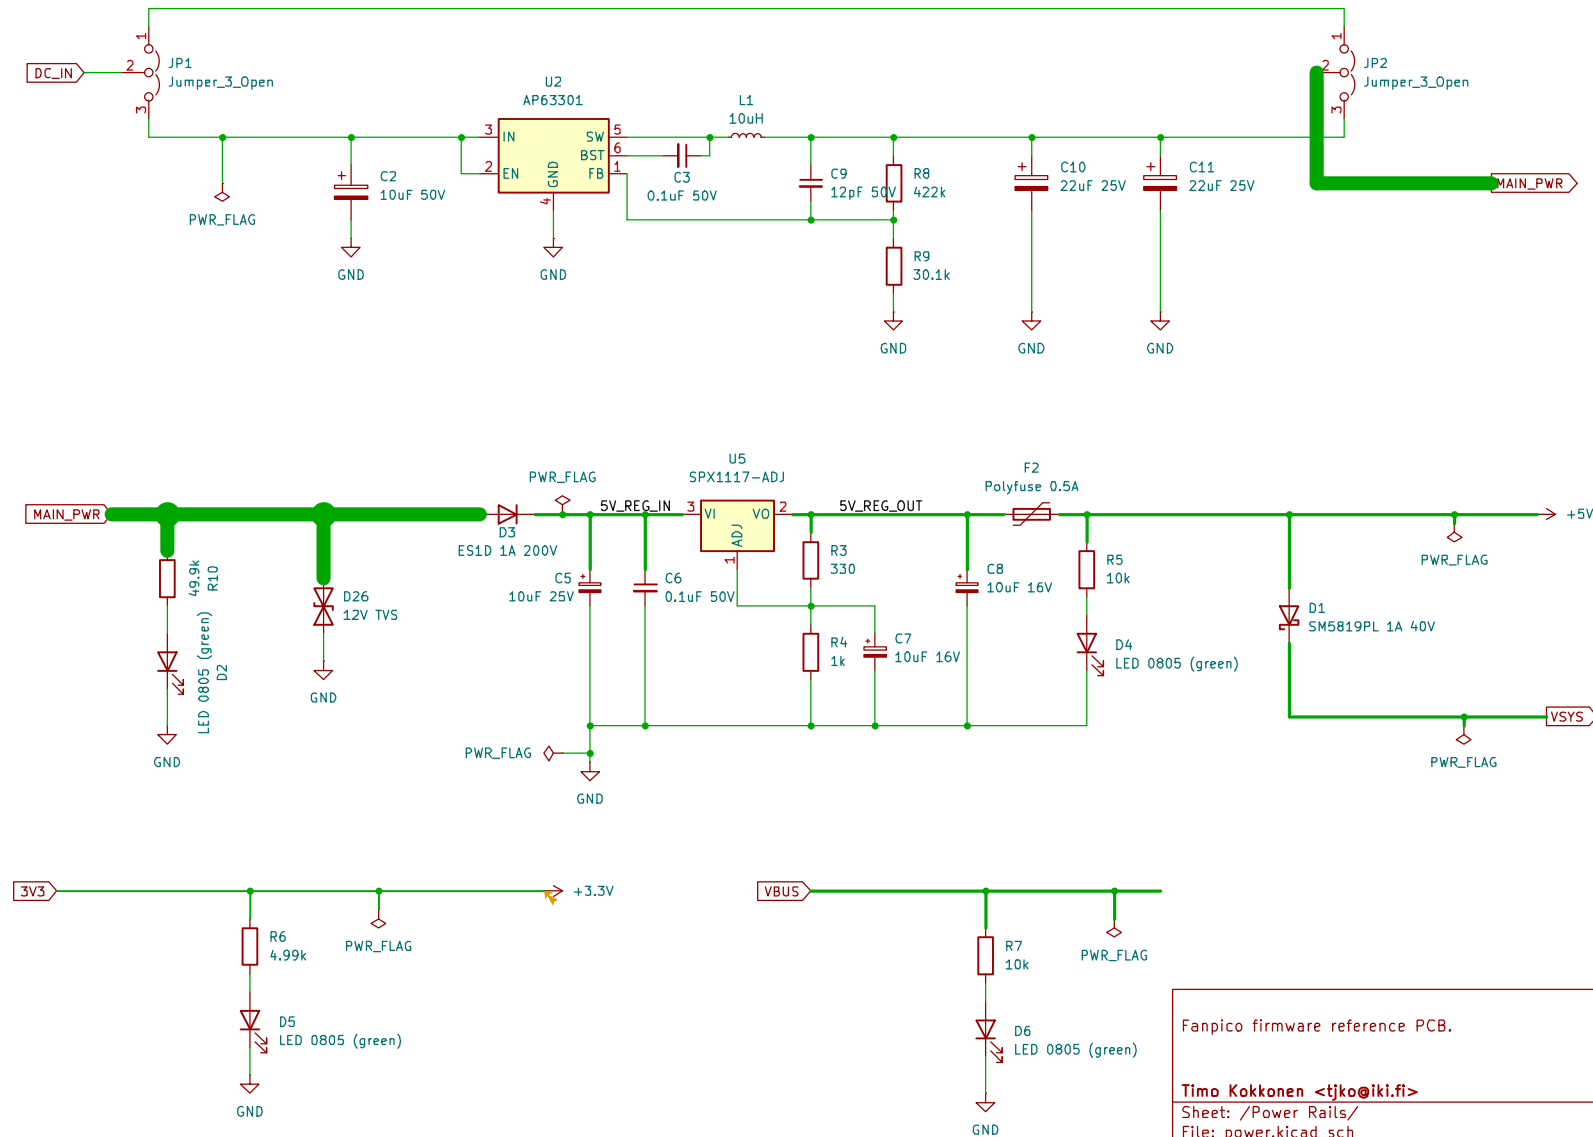 1
DC_IN
2
JP1
Jumper_3_Open
3
1
2
JP2
Jumper_3_Open
3
U2
AP63301
3
IN
SW
5
BST
6
2
EN
FB
1
GND
4
L1
10uH
PWR_FLAG
+
C2
10uF 50V
GND
GND
C3
0.1uF 50V
C9
12pF 50V
R8
422k
R9
30.1k
GND
+
C10
22uF 25V
GND
+
C11
22uF 25V
GND
MAIN_PWR
MAIN_PWR
49.9k
R10
LED 0805 (green)
D2
GND
D26
12V TVS
GND
D3
ES1D 1A 200V
PWR_FLAG
5V_REG_IN
U5
SPX1117-ADJ
3
VI
VO
2
ADJ
1
5V_REG_OUT
F2
Polyfuse 0.5A
+5V
+
C5
10uF 25V
C6
0.1uF 50V
R3
330
R4
1k
+
C7
10uF 16V
+
C8
10uF 16V
R5
10k
D4
LED 0805 (green)
PWR_FLAG
D1
SM5819PL 1A 40V
VSYS
PWR_FLAG
PWR_FLAG
GND
3V3
+3.3V
R6
4.99k
PWR_FLAG
D5
LED 0805 (green)
GND
VBUS
R7
10k
PWR_FLAG
D6
LED 0805 (green)
GND
Fanpico firmware reference PCB.
Timo Kokkonen <tjko@iki.fi>
Sheet: /Power Rails/
File: power.kicad_sch